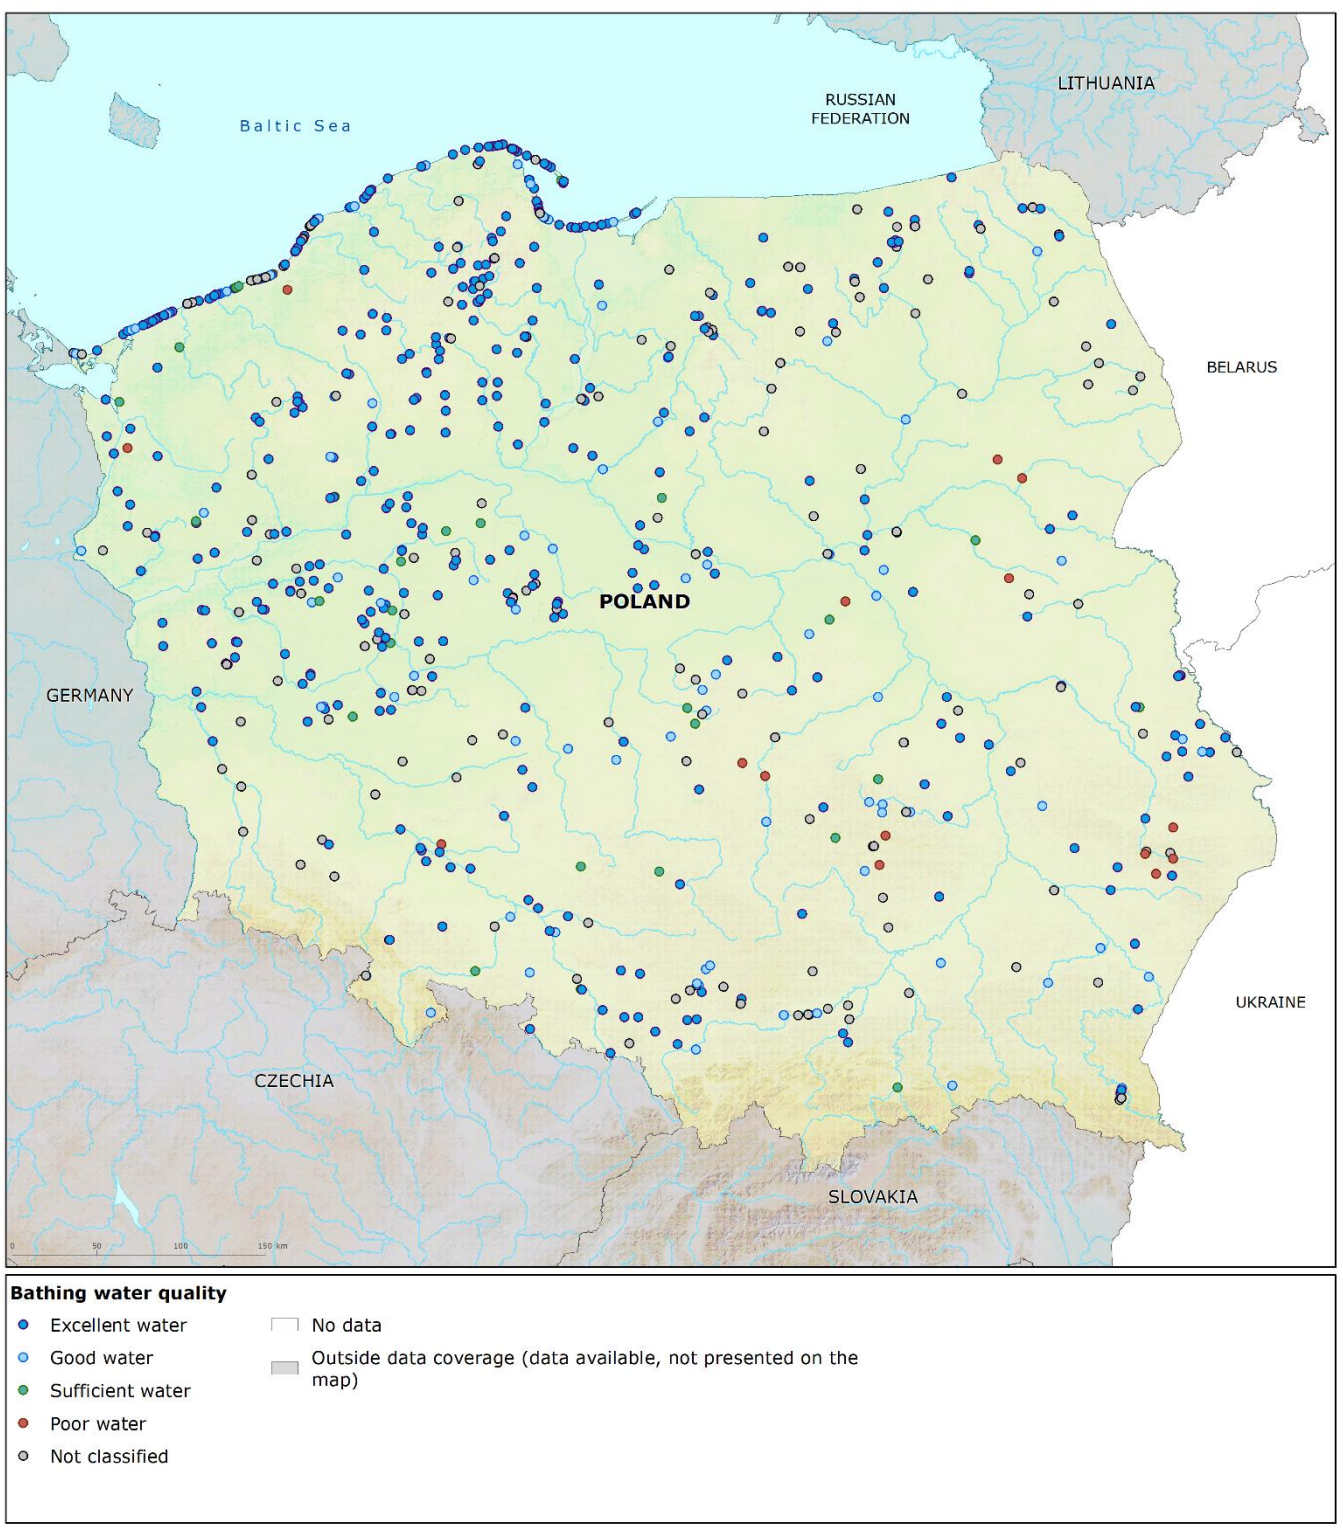 LITHUANIA
RUSSIAN
FEDERATION
Baltic Sea
BELARUS
POLAND
GERMANY
UKRAINE
CZECHIA
SLOVAKIA
0 50 100 150 km
Bathing water quality
Excellent water
Good water
Sufficient water
Poor water
Not classified
No data
Outside data coverage (data available, not presented on the
map)